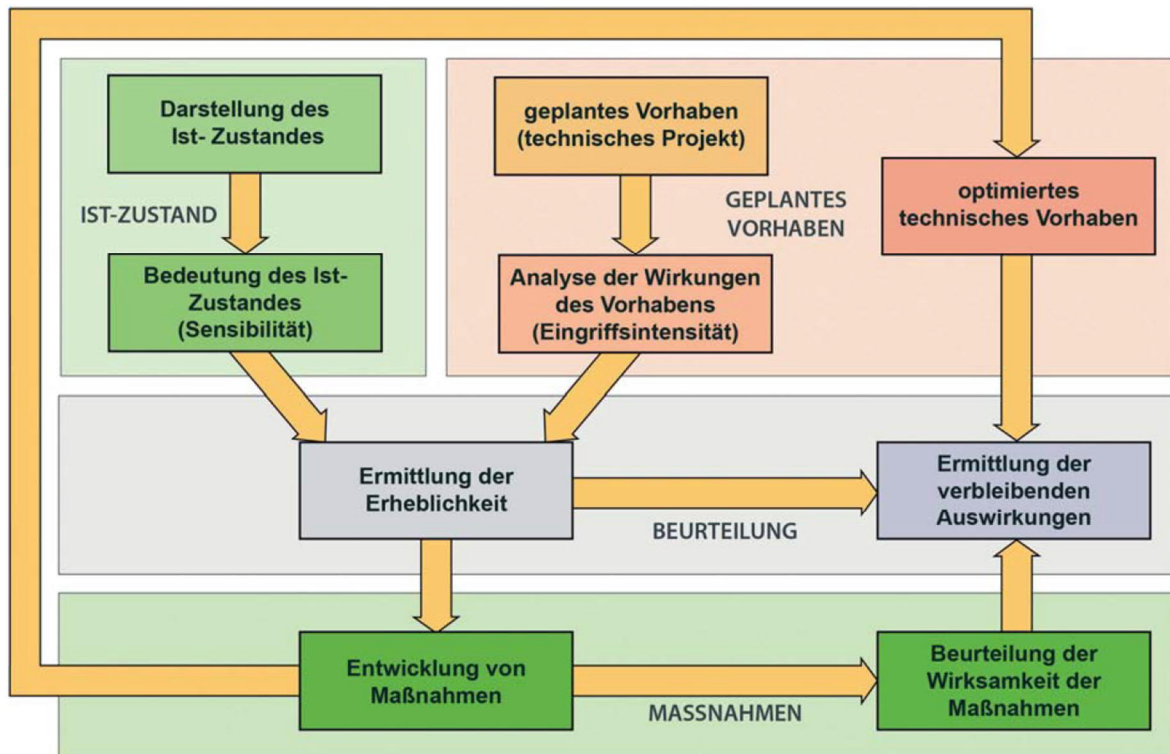 Darstellung des
Ist- Zustandes
IST-ZUSTAND
Bedeutung des Ist-
Zustandes
(Sensibilität)
geplantes Vorhaben
(technisches Projekt)
GEPLANTES
VORHABEN
Analyse der Wirkungen
des Vorhabens
(Eingriffsintensität)
optimiertes
technisches Vorhaben
Ermittlung der
Erheblichkeit
BEURTEILUNG
Ermittlung der
verbleibenden
Auswirkungen
Entwicklung von
Maßnahmen
MASSNAHMEN
Beurteilung der
Wirksamkeit der
Maßnahmen